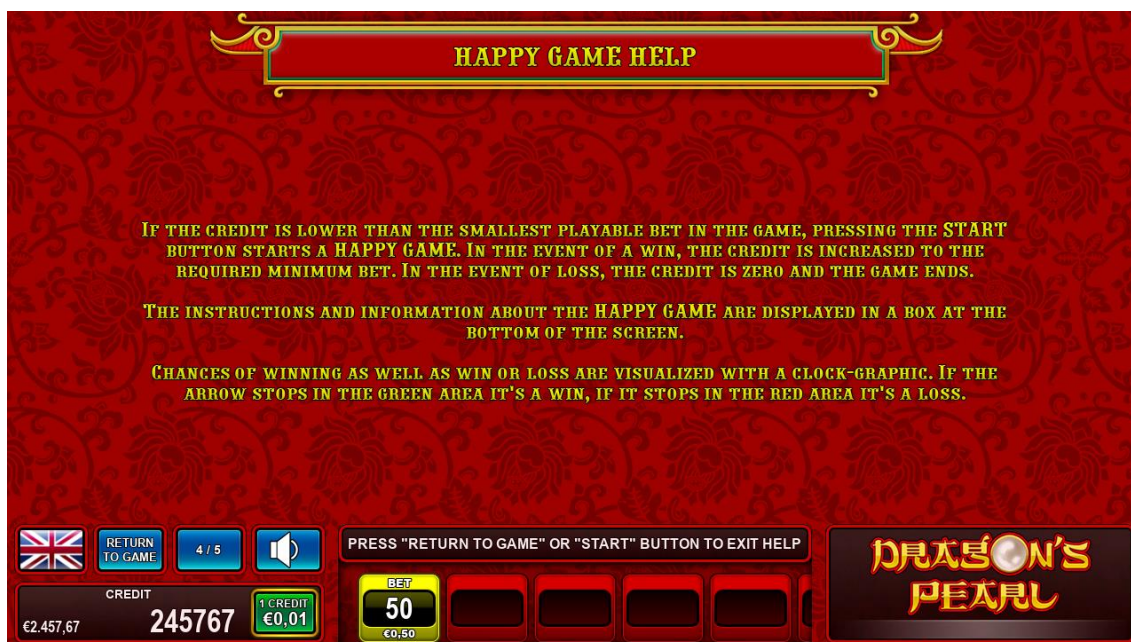 HAPPY GAME HELP
IF THE CREDIT IS LOWER THAN THE SMALLEST PLAYABLE BET IN THE GAME, PRESSING THE START
BUTTON STARTS A HAPPY GAME. IN THE EVENT OF A WIN, THE CREDIT IS INCREASED TO THE
REQUIRED MINIMUM BET. IN THE EVENT OF LOSS, THE CREDIT IS ZERO AND THE GAME ENDS.
THE INSTRUCTIONS AND INFORMATION ABOUT THE HAPPY GAME ARE DISPLAYED IN A BOX AT THE
BOTTOM OF THE SCREEN.
CHANCES OF WINNING AS WELL AS WIN OR LOSS ARE VISUALIZED WITH A CLOCK-GRAPHIC. IF THE
ARROW STOPS IN THE GREEN AREA IT'S A WIN, IF IT STOPS IN THE RED AREA IT'S A LOSS.
RETURN
TO GAME
4 / 5
PRESS "RETURN TO GAME" OR "START" BUTTON TO EXIT HELP
CREDIT
€2.457,67
245767
1 CREDIT
€0,01
BET
50
€0,50
DRAGON'S
PEARL